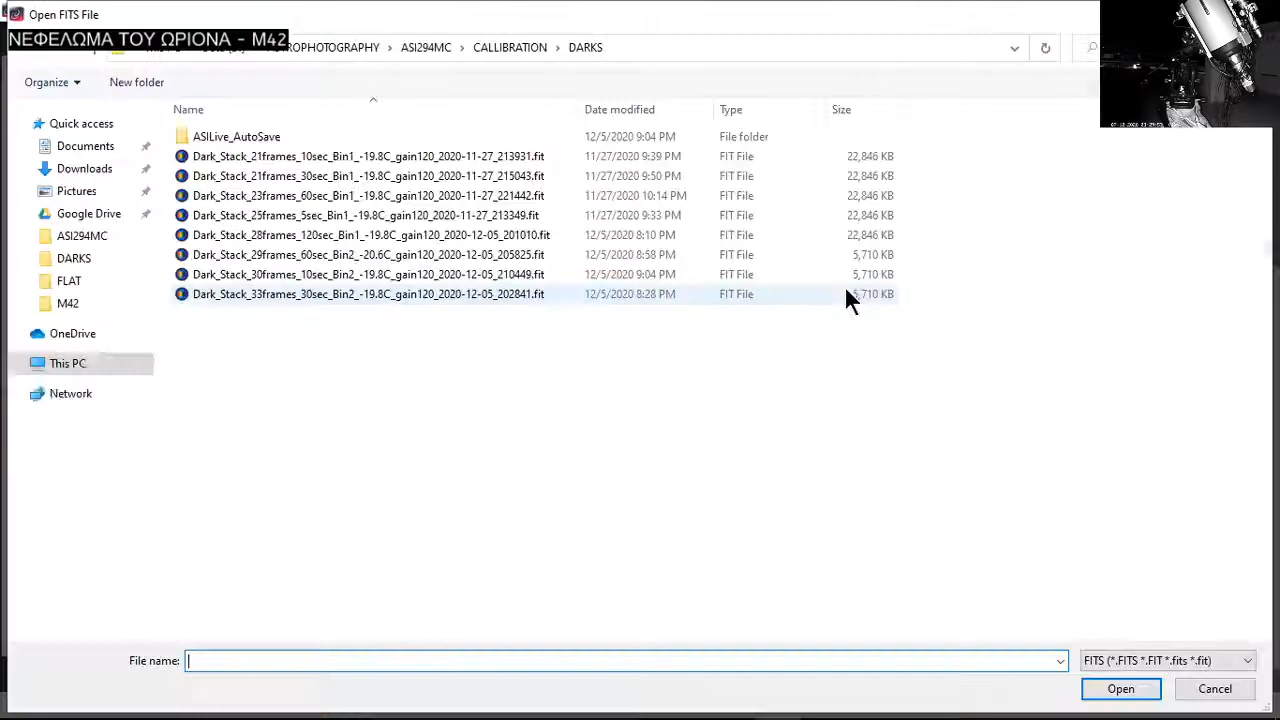 Open FITS File
ΝΕΦΕΛΩΜΑ ΤΟΥ ΩΡΙΟΝΑ - M42
ASI294MC > CALLIBRATION > DARKS
Organize
New folder
Name
Date modified
Type
Size
ASILive_AutoSave 12/5/2020 9:04 PM File folder
Dark_Stack_21frames_10sec_Bin1_-19.8C_gain120_2020-11-27_213931.fit 11/27/2020 9:39 PM FIT File 22,846 KB
Dark_Stack_21frames_30sec_Bin1_-19.8C_gain120_2020-11-27_215043.fit 11/27/2020 9:50 PM FIT File 22,846 KB
Dark_Stack_23frames_60sec_Bin1_-19.8C_gain120_2020-11-27_221442.fit 11/27/2020 10:14 PM FIT File 22,846 KB
Dark_Stack_25frames_5sec_Bin1_-19.8C_gain120_2020-11-27_213349.fit 11/27/2020 9:33 PM FIT File 22,846 KB
Dark_Stack_28frames_120sec_Bin1_-19.8C_gain120_2020-12-05_201010.fit 12/5/2020 8:10 PM FIT File 22,846 KB
Dark_Stack_29frames_60sec_Bin2_-20.6C_gain120_2020-12-05_205825.fit 12/5/2020 8:58 PM FIT File 5,710 KB
Dark_Stack_30frames_10sec_Bin2_-19.8C_gain120_2020-12-05_210449.fit 12/5/2020 9:04 PM FIT File 5,710 KB
Dark_Stack_33frames_30sec_Bin2_-19.8C_gain120_2020-12-05_202841.fit 12/5/2020 8:28 PM FIT File 5,710 KB
Quick access
Documents
Downloads
Pictures
Google Drive
ASI294MC
DARKS
FLAT
M42
OneDrive
This PC
Network
File name:
FITS (*.FITS *.FIT *.fits *.fit)
Open
Cancel